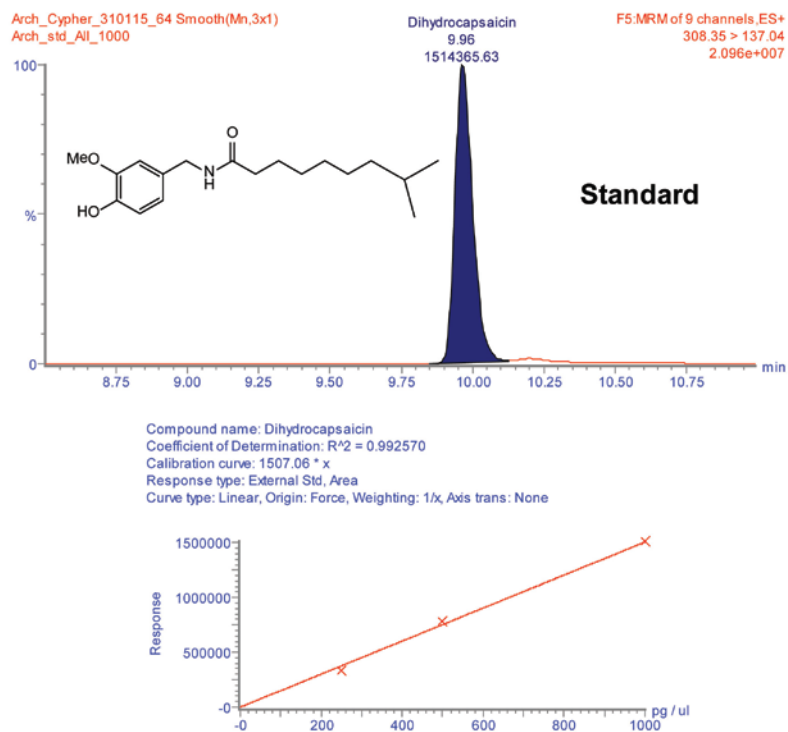 Arch_Cypher_310115_64 Smooth(Mn,3x1)
Arch_std_All_1000
Dihydrocapsaicin
9.96
1514365.63
F5:MRM of 9 channels,ES+
308.35 > 137.04
2.096e+007
100
%
0
MeO
HO
O
N
H
Standard
8.75 9.00 9.25 9.50 9.75 10.00 10.25 10.50 10.75 min
Compound name: Dihydrocapsaicin
Coefficient of Determination: R^2 = 0.992570
Calibration curve: 1507.06 * x
Response type: External Std, Area
Curve type: Linear, Origin: Force, Weighting: 1/x, Axis trans: None
Response
1500000
1000000
500000
-0
-0 200 400 600 800 1000 pg / ul